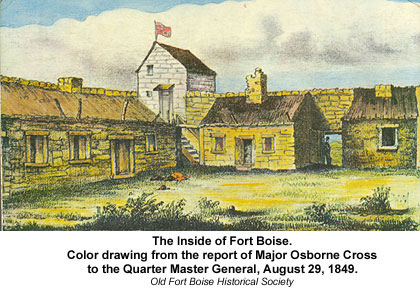 The Inside of Fort Boise.
Color drawing from the report of Major Osborne Cross
to the Quarter Master General, August 29, 1849.
Old Fort Boise Historical Society